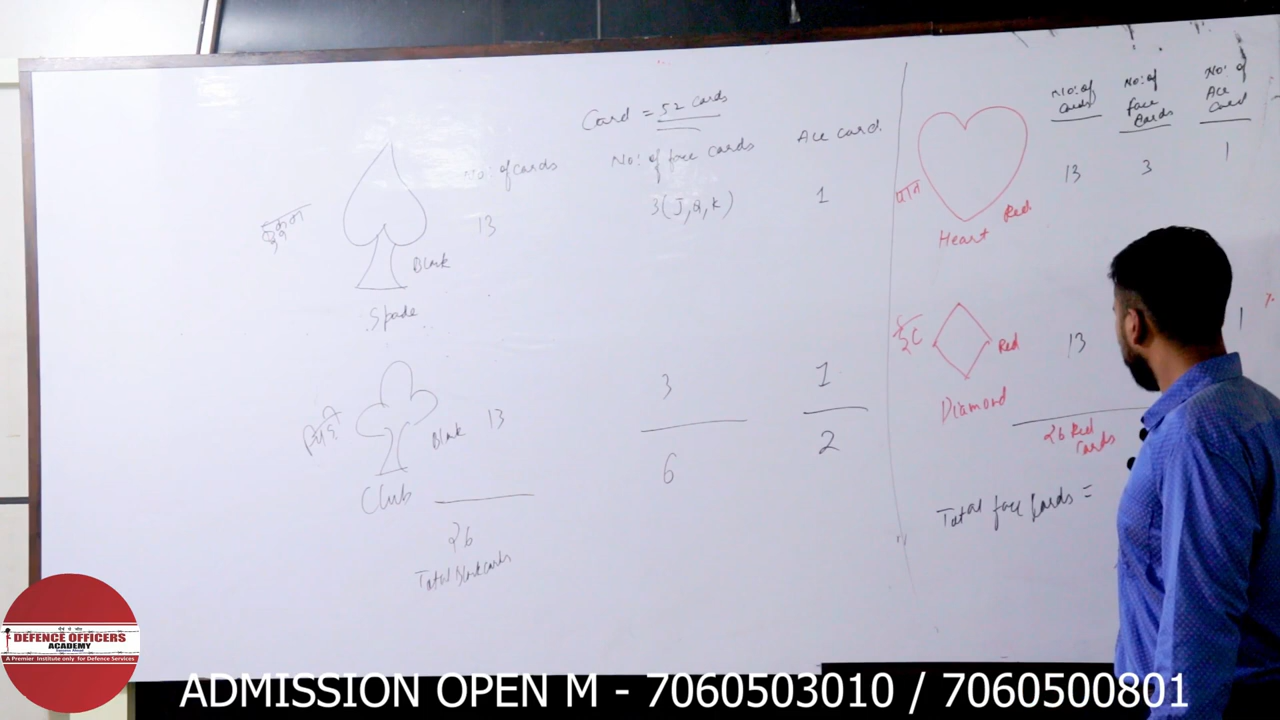 Card = 52 cards
No: of cards
No: of face cards
Ace card.
हुकुम
Black
Spade
13
3(J,Q,K)
1
Black
Club
13
3
1
26
6
2
Total Black cards
No: of
Cards
No: of
face
Cards
No: of
Ace
Card
पान
Red
Heart
13
3
1
ईंट
Red
Diamond
13
1
26 Red
Cards
Total face Cards =
DEFENCE OFFICERS
ACADEMY
A Premier Institute only for Defence Services
ADMISSION OPEN M - 7060503010 / 7060500801